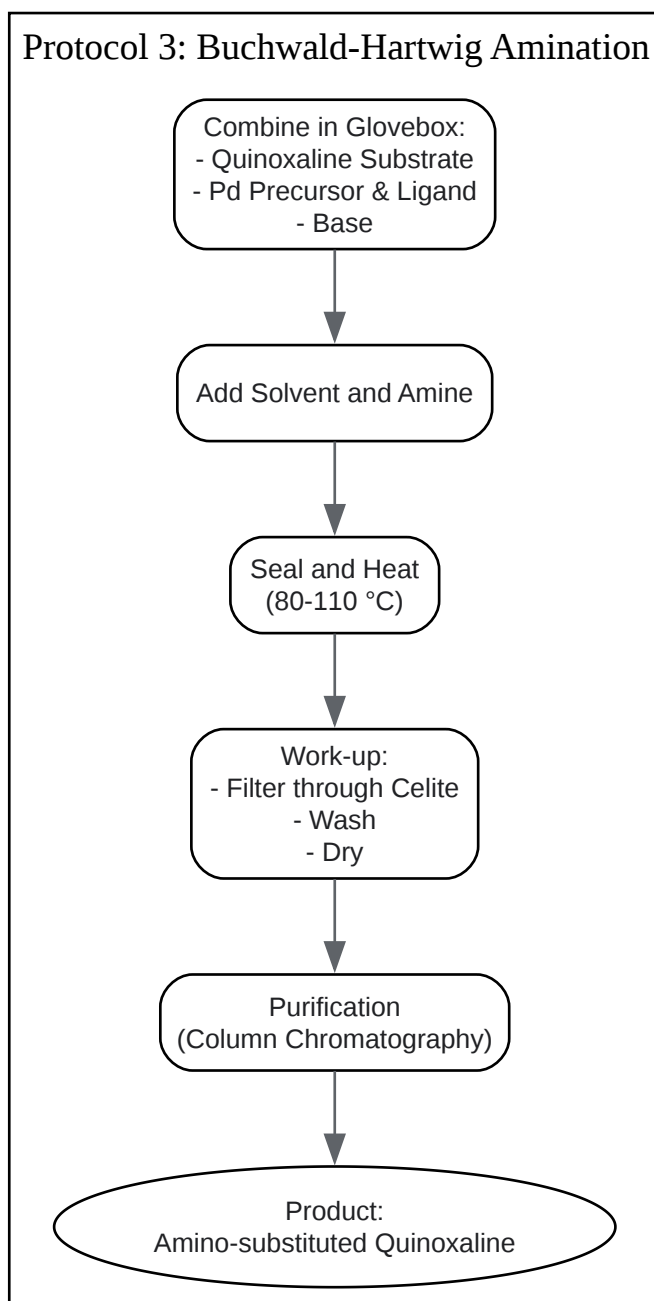 Protocol 3: Buchwald-Hartwig Amination
Combine in Glovebox:
- Quinoxaline Substrate
- Pd Precursor & Ligand
- Base
Add Solvent and Amine
Seal and Heat
(80-110 °C)
Work-up:
- Filter through Celite
- Wash
- Dry
Purification
(Column Chromatography)
Product:
Amino-substituted Quinoxaline